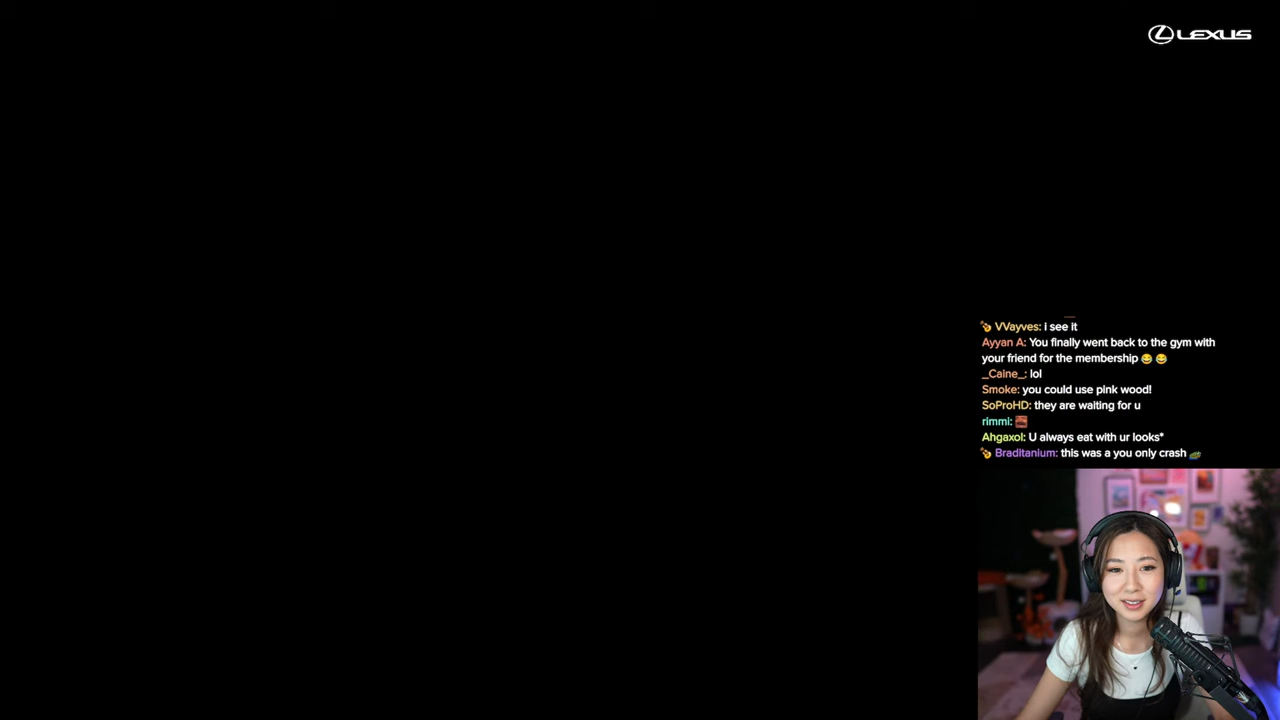 LEXUS
VVayves: i see it
Ayyan A: You finally went back to the gym with
your friend for the membership 😂 😂
_Caine_: lol
Smoke: you could use pink wood!
SoProHD: they are waiting for u
rimmi:
Ahgaxol: U always eat with ur looks*
Braditanium: this was a you only crash